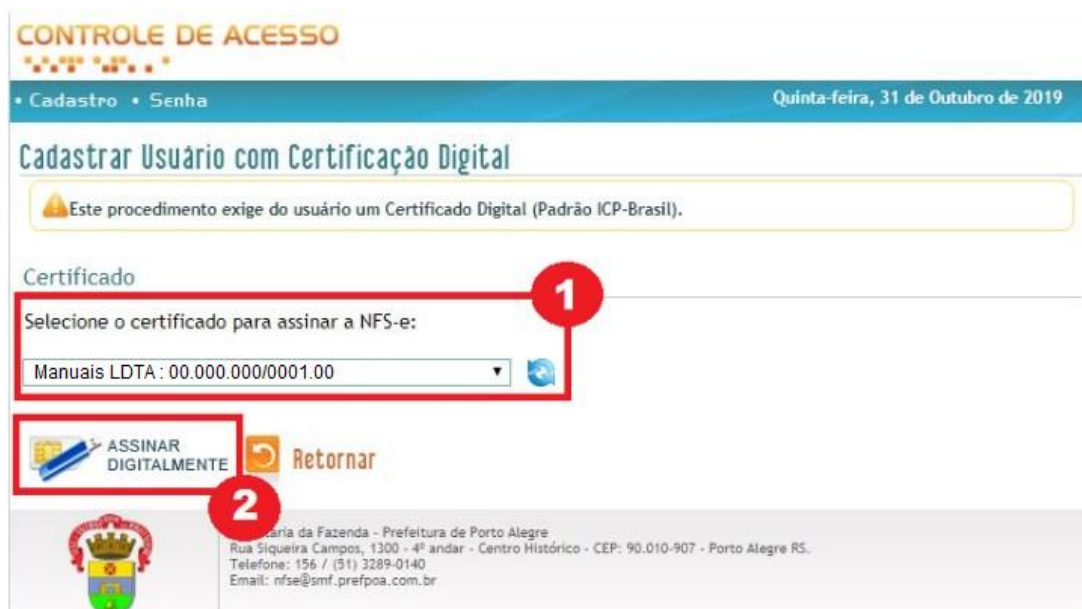 CONTROLE DE ACESSO
• Cadastro • Senha
Quinta-feira, 31 de Outubro de 2019
Cadastrar Usuário com Certificação Digital
Este procedimento exige do usuário um Certificado Digital (Padrão ICP-Brasil).
Certificado
1
Selecione o certificado para assinar a NFS-e:
Manuais LDTA : 00.000.000/0001.00
ASSINAR
DIGITALMENTE
Retornar
2
da Fazenda - Prefeitura de Porto Alegre
Rua Siqueira Campos, 1300 - 4º andar - Centro Histórico - CEP: 90.010-907 - Porto Alegre RS.
Telefone: 156 / (51) 3289-0140
Email: nfse@smf.prefpoa.com.br